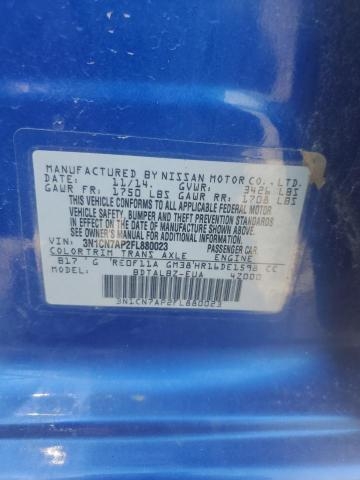 MANUFACTURED BY NISSAN MOTOR CO., LTD.
DATE: 11/14. GVWR: 3426 LBS
GAWR FR: 1750 LBS GAWR RR: 1708 LBS
THIS VEHICLE CONFORMS TO ALL APPLICABLE FEDERAL MOTOR VEHICLE
SAFETY, BUMPER, AND THEFT PREVENTION STANDARDS
IN EFFECT ON THE DATE OF MANUFACTURE SHOWN ABOVE.
SEE OWNER'S MANUAL FOR ADDITIONAL INFORMATION.
VIN: 3N1CN7AP2FL880023 PASSENGER CAR
COLOR TRIM TRANS AXLE ENGINE
B17 G RE0F11A GM38 HR16DE 1598 CC
MODEL: BDTALBZ-EUA 42000
3N1CN7AP2FL880023